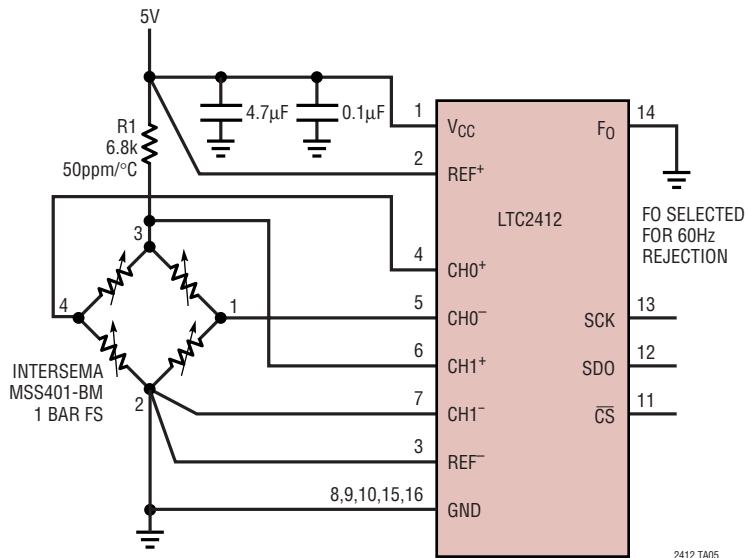 5V
4.7µF
0.1µF
R1
6.8k
50ppm/°C
1
VCC
14
FO
2
REF+
LTC2412
FO SELECTED
FOR 60Hz
REJECTION
3
4
CH0+
4
1
5
CH0−
13
SCK
INTERSEMA
MSS401-BM
1 BAR FS
6
CH1+
12
SDO
2
7
CH1−
11
CS
3
REF−
8,9,10,15,16
GND
2412 TA05